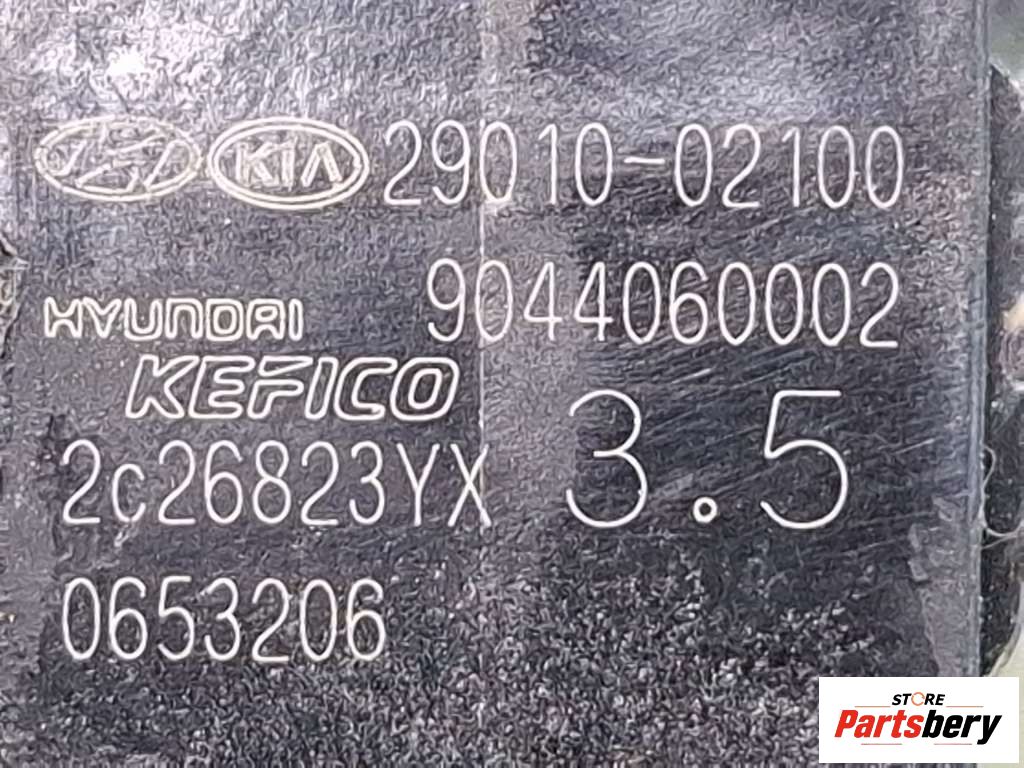 KIA 29010-02100
HYUNDAI 9044060002
KEFICO
2c26823YX 3.5
0653206
STORE
Partsbery